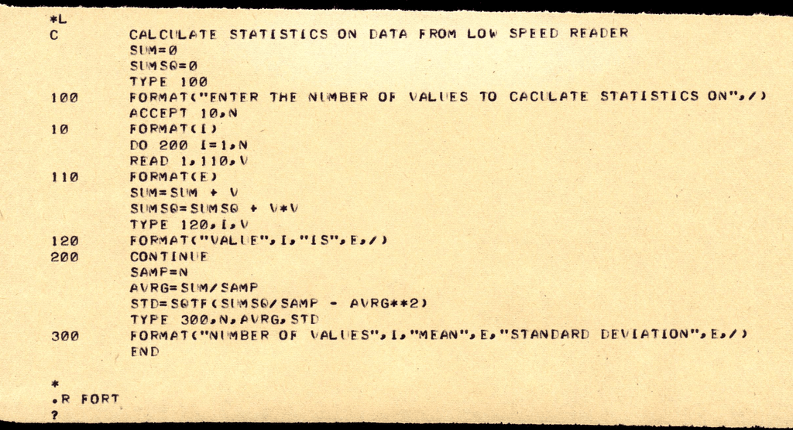 *L
C CALCULATE STATISTICS ON DATA FROM LOW SPEED READER
SUM=0
SUMSQ=0
TYPE 100
100 FORMAT("ENTER THE NUMBER OF VALUES TO CACULATE STATISTICS ON",/)
ACCEPT 10,N
10 FORMAT(I)
DO 200 I=1,N
READ 1,110,V
110 FORMAT(E)
SUM=SUM + V
SUMSQ=SUMSQ + V*V
TYPE 120,I,V
120 FORMAT("VALUE",I,"IS",E,/)
200 CONTINUE
SAMP=N
AVRG=SUM/SAMP
STD=SQTF(SUMSQ/SAMP - AVRG**2)
TYPE 300,N,AVRG,STD
300 FORMAT("NUMBER OF VALUES",I,"MEAN",E,"STANDARD DEVIATION",E,/)
END
*
.R FORT
?